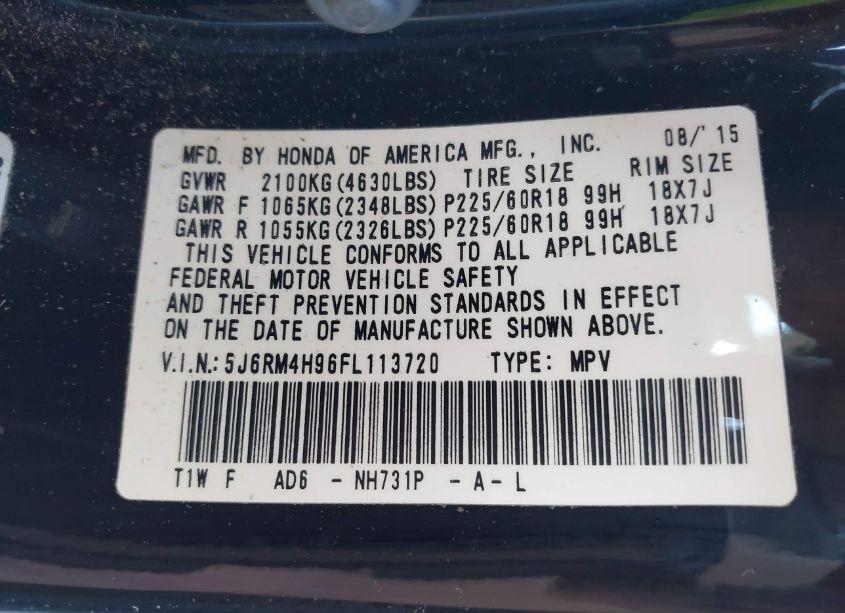 MFD. BY HONDA OF AMERICA MFG., INC. 08/'15
GVWR 2100KG(4630LBS) TIRE SIZE RIM SIZE
GAWR F 1065KG(2348LBS) P225/60R18 99H 18X7J
GAWR R 1055KG(2326LBS) P225/60R18 99H 18X7J
THIS VEHICLE CONFORMS TO ALL APPLICABLE
FEDERAL MOTOR VEHICLE SAFETY
AND THEFT PREVENTION STANDARDS IN EFFECT
ON THE DATE OF MANUFACTURE SHOWN ABOVE.
V.I.N.: 5J6RM4H96FL113720 TYPE: MPV
T1W F AD6 - NH731P - A - L